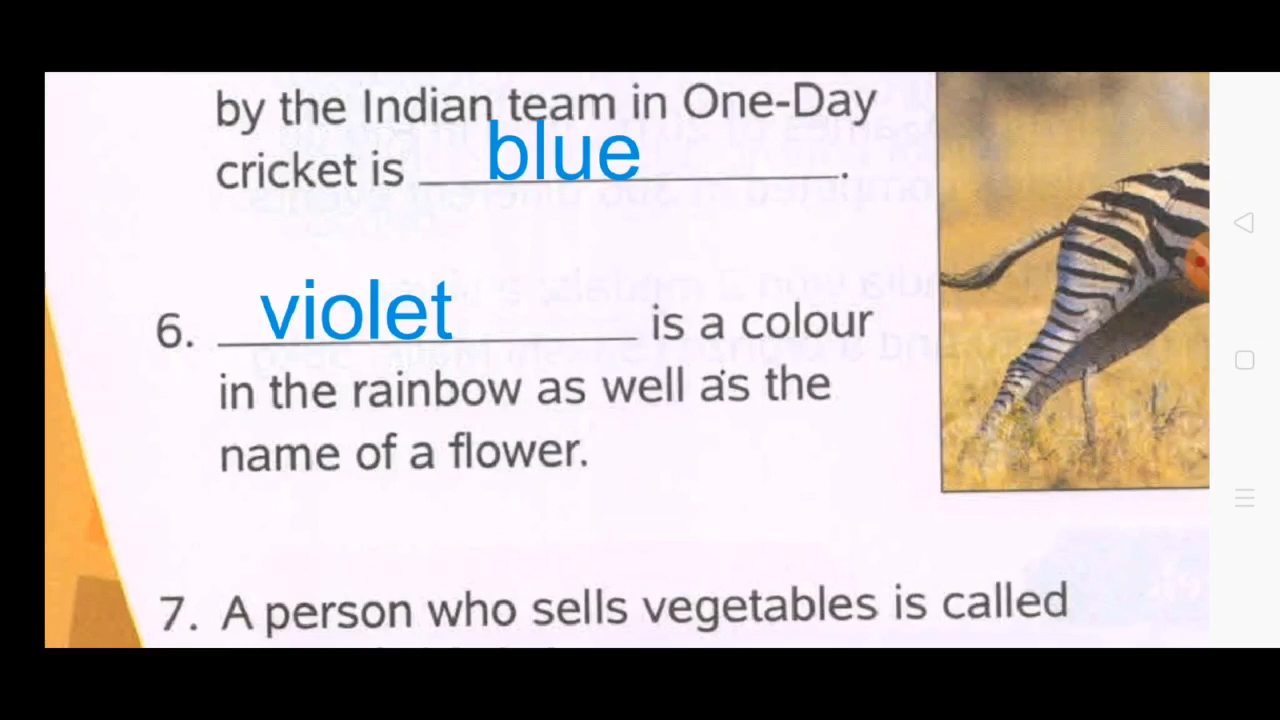 by the Indian team in One-Day
cricket is blue.
6. violet is a colour
in the rainbow as well as the
name of a flower.
7. A person who sells vegetables is called